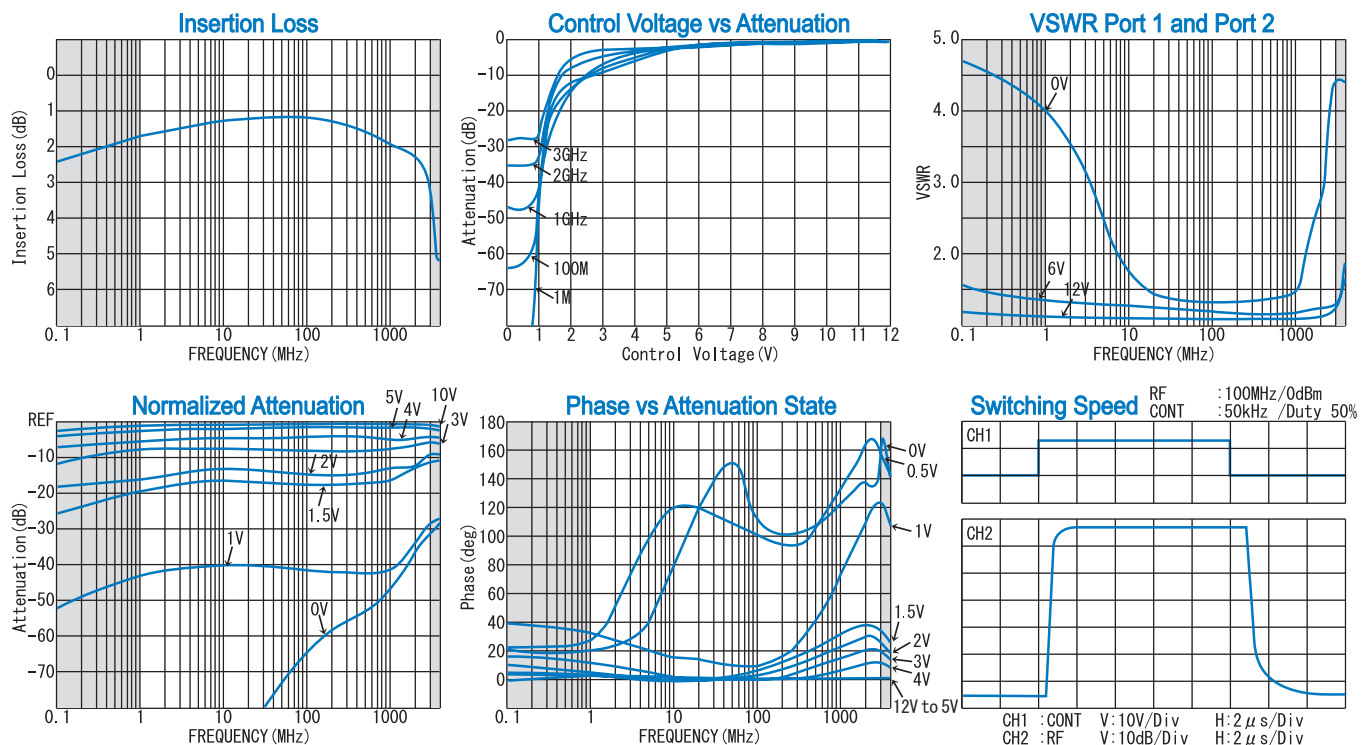 Insertion Loss
0
1
2
3
4
5
6
Insertion Loss(dB)
0.1 1 10 100 1000
FREQUENCY(MHz)
Control Voltage vs Attenuation
0
-10
-20
-30
-40
-50
-60
-70
Attenuation(dB)
3GHz
2GHz
1GHz
100M
1M
0 1 2 3 4 5 6 7 8 9 10 11 12
Control Voltage(V)
VSWR Port 1 and Port 2
5.0
4.0
3.0
2.0
1.0
VSWR
0V
6V
12V
0.1 1 10 100 1000
FREQUENCY(MHz)
Normalized Attenuation
REF
-10
-20
-30
-40
-50
-60
-70
Attenuation(dB)
5V
4V
10V
3V
2V
1.5V
1V
0V
0.1 1 10 100 1000
FREQUENCY(MHz)
Phase vs Attenuation State
180
160
140
120
100
80
60
40
20
0
Phase(deg)
0V
0.5V
1V
1.5V
2V
3V
4V
12V to 5V
0.1 1 10 100 1000
FREQUENCY(MHz)
Switching Speed
RF :100MHz/0dBm
CONT :50kHz /Duty 50%
CH1
CH2
CH1 :CONT V:10V/Div H:2μs/Div
CH2 :RF V:10dB/Div H:2μs/Div